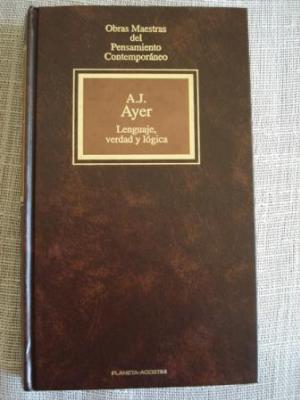 Obras Maestras
del
Pensamiento
Contemporáneo
A.J.
Ayer
Lenguaje,
verdad y lógica
PLANETA-AGOSTINI